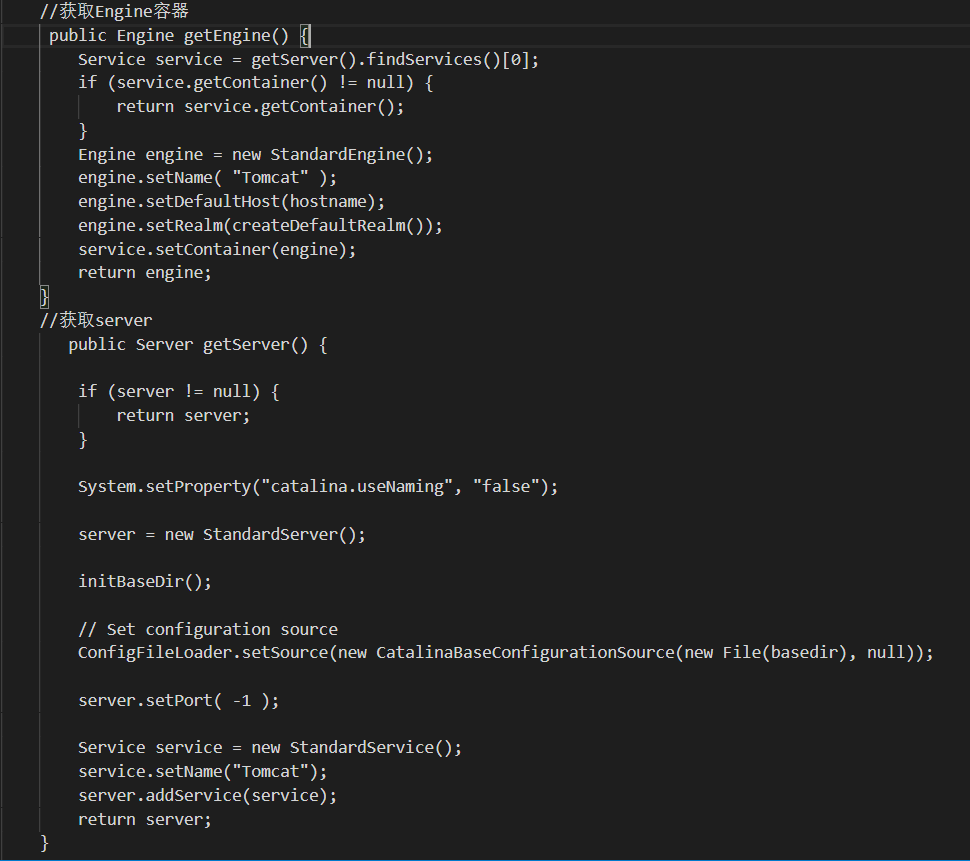 //获取Engine容器
public Engine getEngine() {
Service service = getServer().findServices()[0];
if (service.getContainer() != null) {
return service.getContainer();
}
Engine engine = new StandardEngine();
engine.setName( "Tomcat" );
engine.setDefaultHost(hostname);
engine.setRealm(createDefaultRealm());
service.setContainer(engine);
return engine;
}
//获取server
public Server getServer() {
if (server != null) {
return server;
}
System.setProperty("catalina.useNaming", "false");
server = new StandardServer();
initBaseDir();
// Set configuration source
ConfigFileLoader.setSource(new CatalinaBaseConfigurationSource(new File(basedir), null));
server.setPort( -1 );
Service service = new StandardService();
service.setName("Tomcat");
server.addService(service);
return server;
}